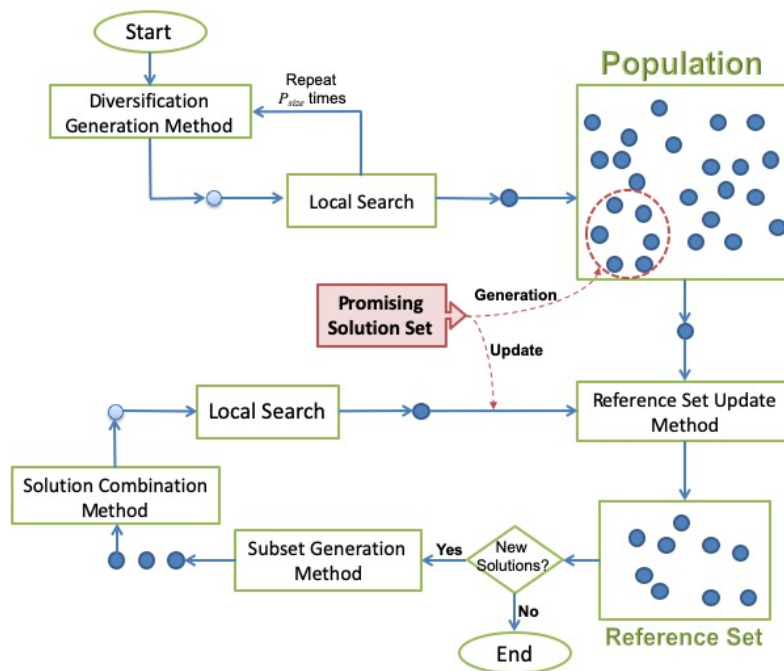 Start
Population
Diversification
Generation Method
Repeat
Psize times
Local Search
Promising
Solution Set
Generation
Update
Local Search
Reference Set Update
Method
Solution Combination
Method
Subset Generation
Method
Yes
New
Solutions?
No
End
Reference Set